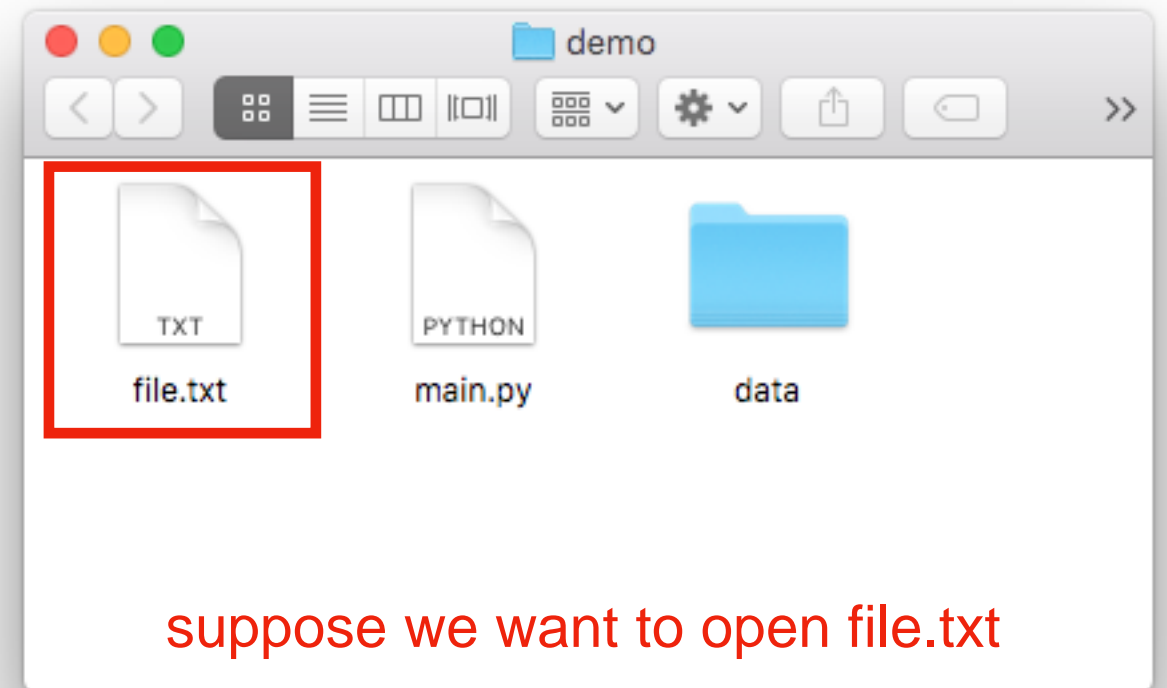 demo
TXT
PYTHON
file.txt
main.py
data
suppose we want to open file.txt